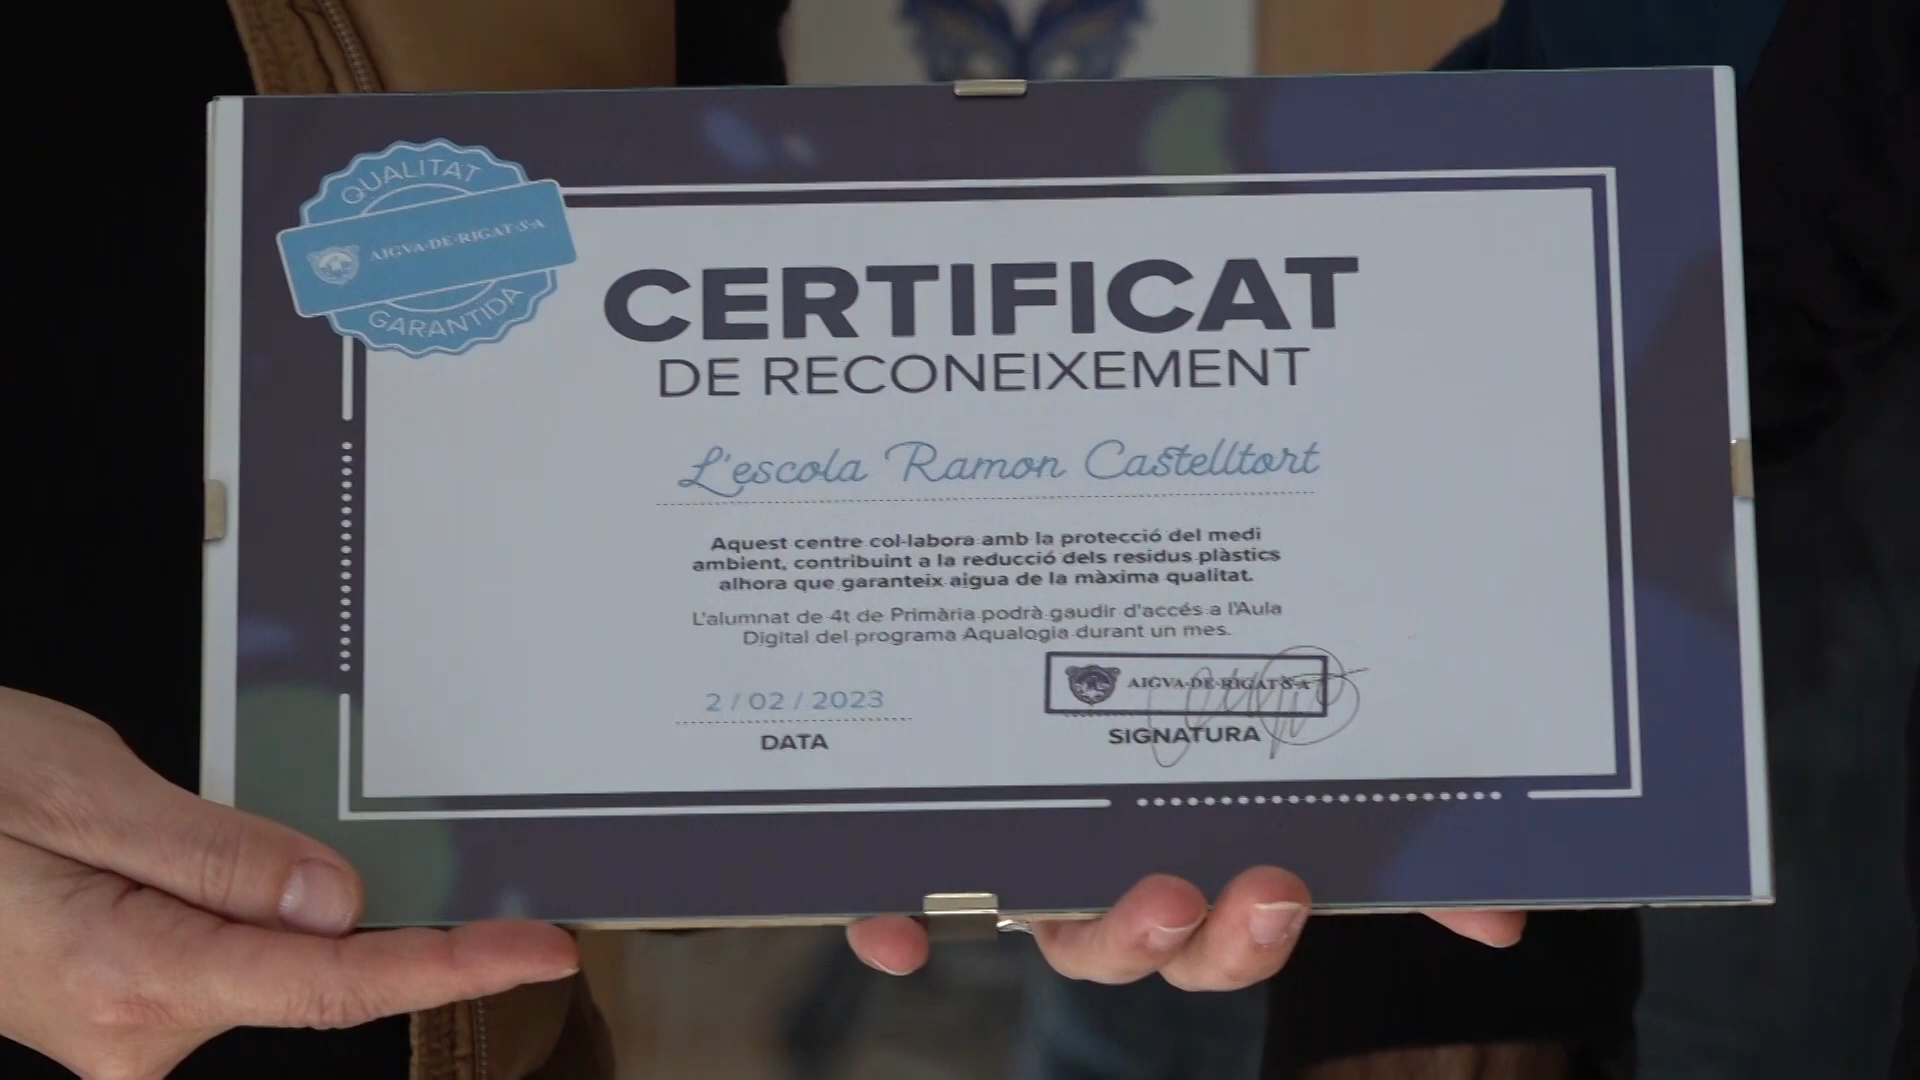 QUALITAT
AIGVA·DE·RIGAT·S·A
GARANTIDA
CERTIFICAT
DE RECONEIXEMENT
L'escola Ramon Castelltort
Aquest centre col·labora amb la protecció del medi
ambient, contribuint a la reducció dels residus plàstics
alhora que garanteix aigua de la màxima qualitat.
L'alumnat de 4t de Primària podrà gaudir d'accés a l'Aula
Digital del programa Aqualogia durant un mes.
AIGVA·DE·RIGAT·S·A
2 / 02 / 2023
DATA
SIGNATURA